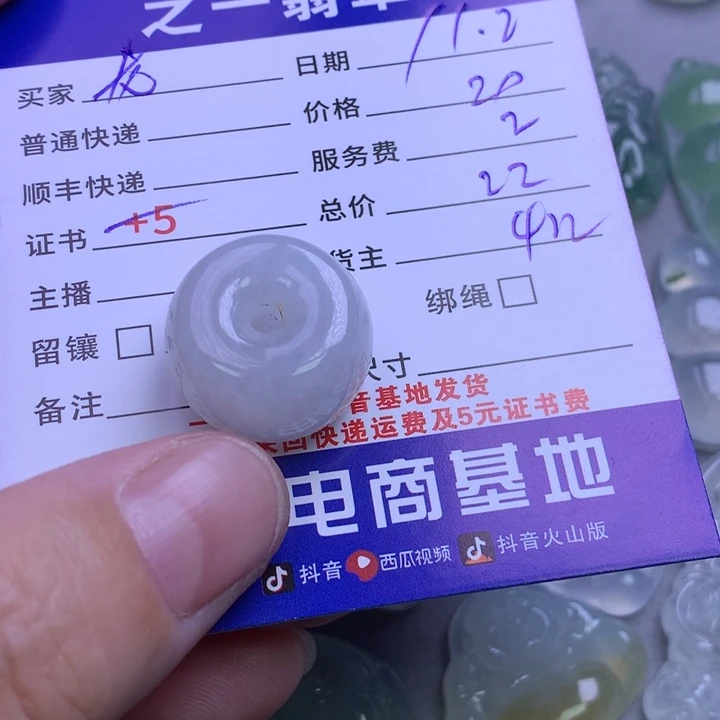 之一翡翠
买家 日期 11.2
普通快递 价格 20
顺丰快递 服务费 2
证书 +5 总价 22
主播 货主
留镶 绑绳
备注 尺寸
音基地发货
回快递运费及5元证书费
电商基地
抖音 西瓜视频 抖音火山版